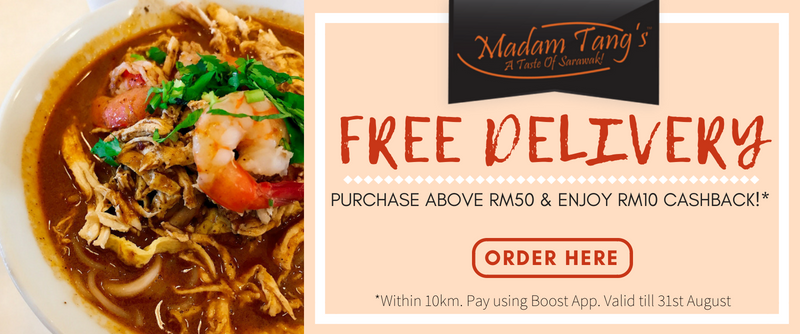 Madam Tang's
A Taste Of Sarawak!
FREE DELIVERY
PURCHASE ABOVE RM50 & ENJOY RM10 CASHBACK!*
ORDER HERE
*Within 10km. Pay using Boost App. Valid till 31st August